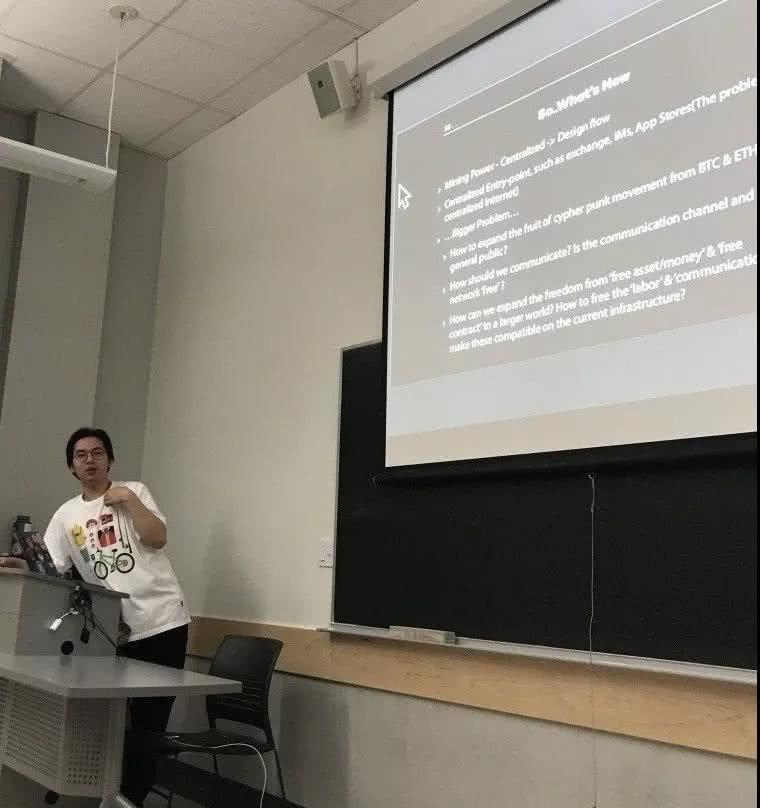 So..What's New
Mining Power - Centralized -> Design flow
Centralized Entry-point, such as exchange, IMs, App Stores(The proble
centralized internet)
...Bigger Problem...
How to expand the fruit of cypher punk movement from BTC & ETH
general public?
How should we communicate? Is the communication channel and
network 'free'?
How can we expand the freedom from 'free asset/money' & 'free
contract' to a larger world? How to free the 'labor' & 'communicatio
make these compatible on the current infrastructure?